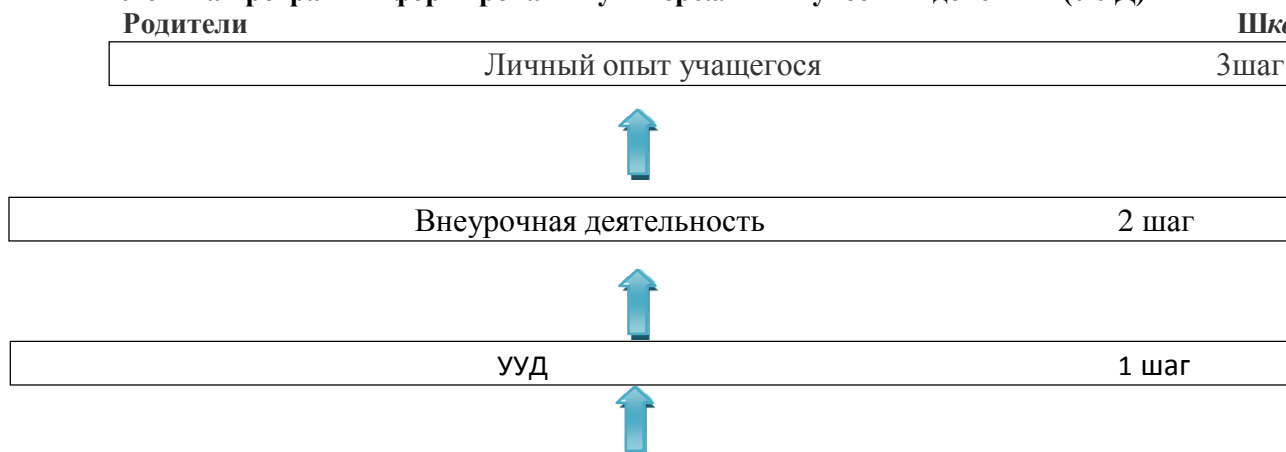 Родители
Личный опыт учащегося 3шаг
Внеурочная деятельность 2 шаг
УУД 1 шаг